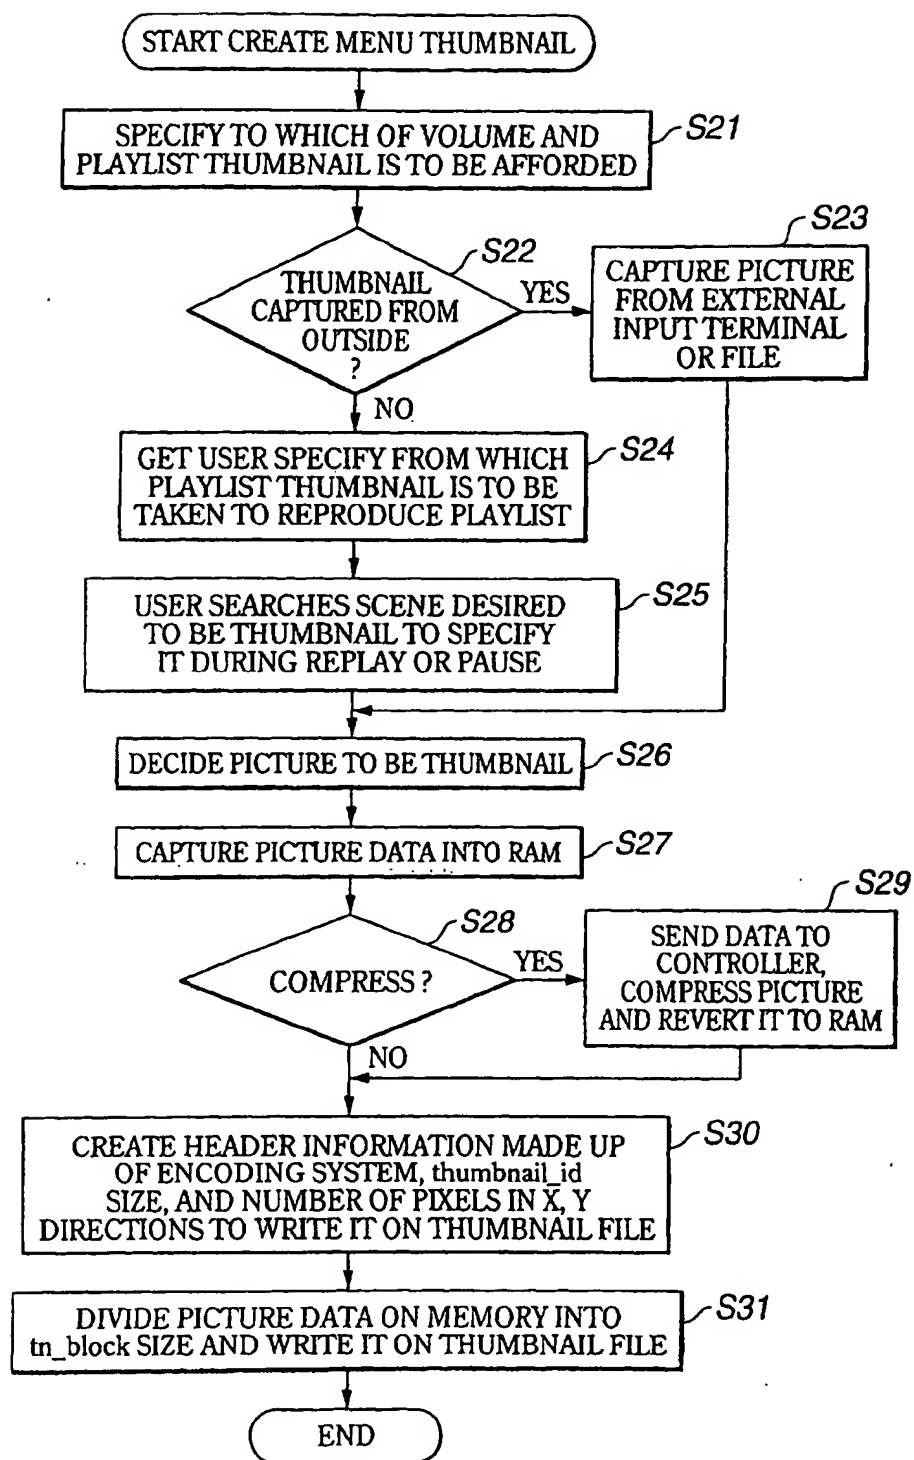 START CREATE MENU THUMBNAIL
SPECIFY TO WHICH OF VOLUME AND
PLAYLIST THUMBNAIL IS TO BE AFFORDED
S21
THUMBNAIL
CAPTURED FROM
OUTSIDE
?
S22
YES
NO
CAPTURE PICTURE
FROM EXTERNAL
INPUT TERMINAL
OR FILE
S23
GET USER SPECIFY FROM WHICH
PLAYLIST THUMBNAIL IS TO BE
TAKEN TO REPRODUCE PLAYLIST
S24
USER SEARCHES SCENE DESIRED
TO BE THUMBNAIL TO SPECIFY
IT DURING REPLAY OR PAUSE
S25
DECIDE PICTURE TO BE THUMBNAIL
S26
CAPTURE PICTURE DATA INTO RAM
S27
COMPRESS ?
S28
YES
NO
SEND DATA TO
CONTROLLER,
COMPRESS PICTURE
AND REVERT IT TO RAM
S29
CREATE HEADER INFORMATION MADE UP
OF ENCODING SYSTEM, thumbnail_id
SIZE, AND NUMBER OF PIXELS IN X, Y
DIRECTIONS TO WRITE IT ON THUMBNAIL FILE
S30
DIVIDE PICTURE DATA ON MEMORY INTO
tn_block SIZE AND WRITE IT ON THUMBNAIL FILE
S31
END